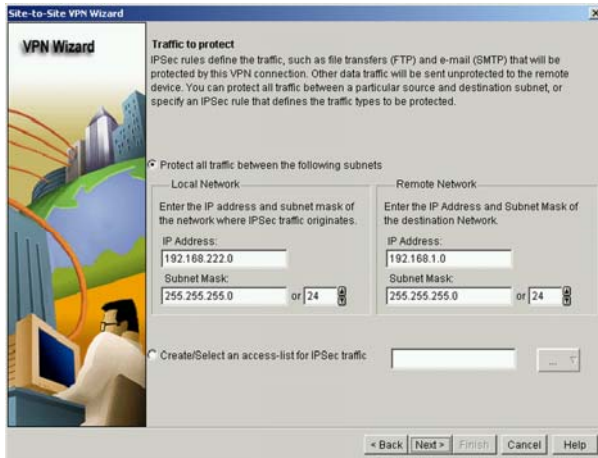 Site-to-Site VPN Wizard
VPN Wizard
Traffic to protect
IPSec rules define the traffic, such as file transfers (FTP) and e-mail (SMTP) that will be
protected by this VPN connection. Other data traffic will be sent unprotected to the remote
device. You can protect all traffic between a particular source and destination subnet, or
specify an IPSec rule that defines the traffic types to be protected.
Protect all traffic between the following subnets
Local Network
Enter the IP address and subnet mask of
the network where IPSec traffic originates.
IP Address:
192.168.222.0
Subnet Mask:
255.255.255.0 or 24
Remote Network
Enter the IP Address and Subnet Mask of
the destination Network.
IP Address:
192.168.1.0
Subnet Mask:
255.255.255.0 or 24
Create/Select an access-list for IPSec traffic
...
< Back Next > Finish Cancel Help